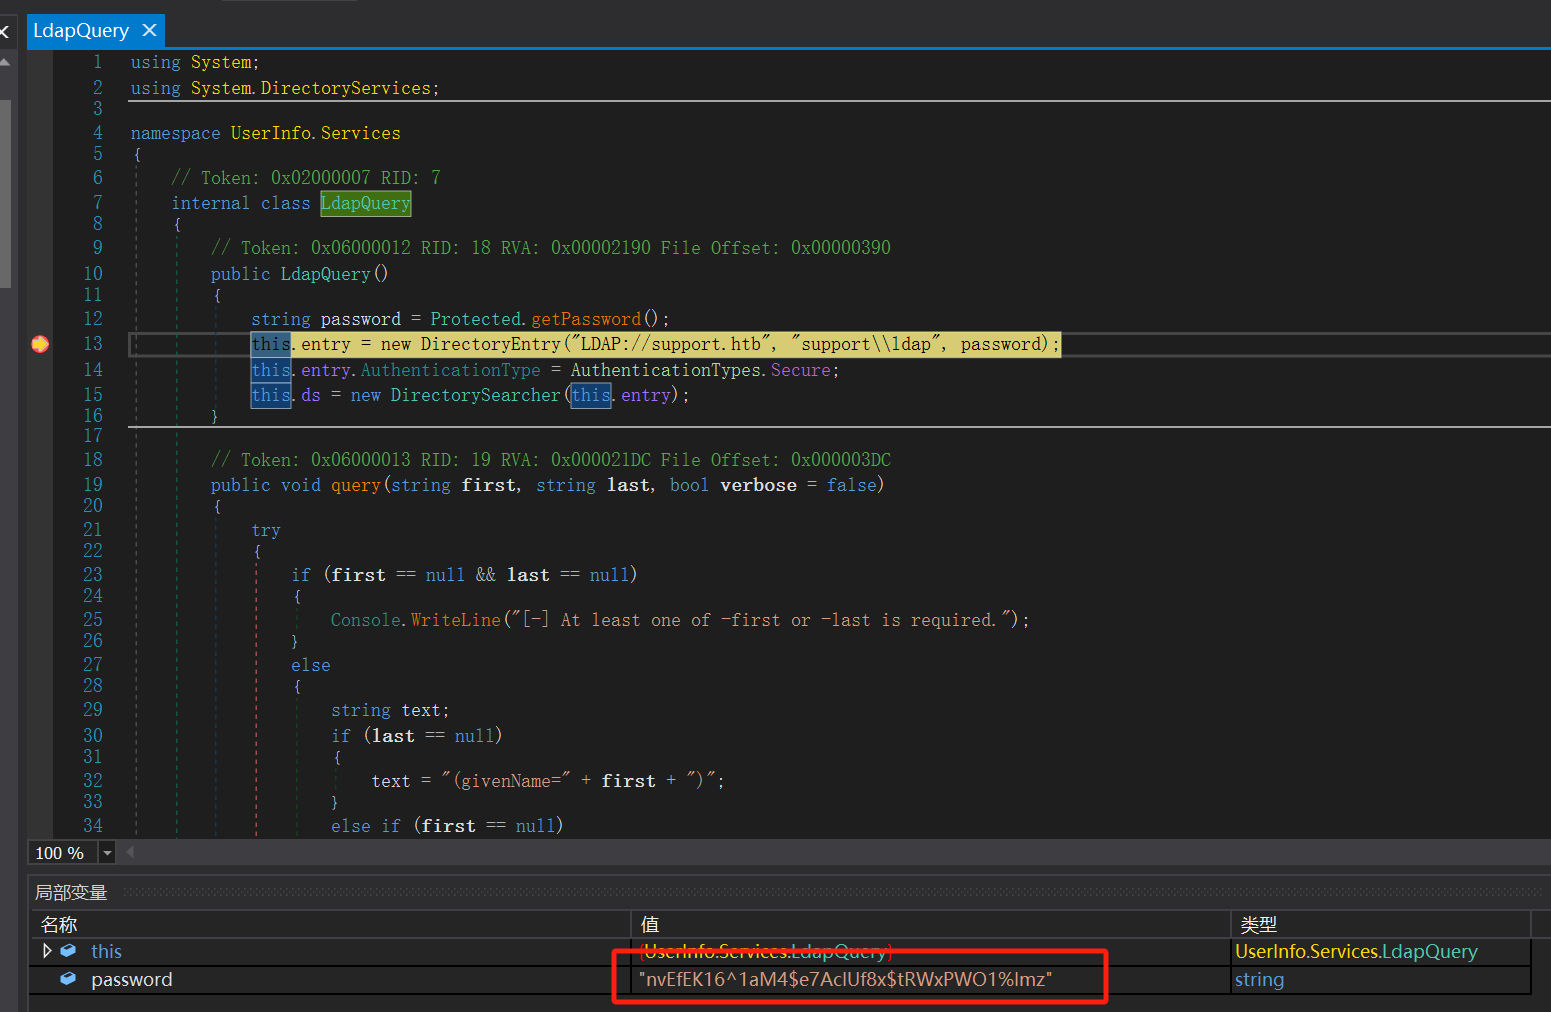 LdapQuery
1 using System;
2 using System.DirectoryServices;
3
4 namespace UserInfo.Services
5 {
6 // Token: 0x02000007 RID: 7
7 internal class LdapQuery
8 {
9 // Token: 0x06000012 RID: 18 RVA: 0x00002190 File Offset: 0x00000390
10 public LdapQuery()
11 {
12 string password = Protected.getPassword();
13 this.entry = new DirectoryEntry("LDAP://support.htb", "support\\ldap", password);
14 this.entry.AuthenticationType = AuthenticationTypes.Secure;
15 this.ds = new DirectorySearcher(this.entry);
16 }
17
18 // Token: 0x06000013 RID: 19 RVA: 0x000021DC File Offset: 0x000003DC
19 public void query(string first, string last, bool verbose = false)
20 {
21 try
22 {
23 if (first == null && last == null)
24 {
25 Console.WriteLine("[-] At least one of -first or -last is required.");
26 }
27 else
28 {
29 string text;
30 if (last == null)
31 {
32 text = "(givenName=" + first + ")";
33 }
34 else if (first == null)
100 %
局部变量
名称 值 类型
this {UserInfo.Services.LdapQuery} UserInfo.Services.LdapQuery
password "nvEfEK16^1aM4$e7AclUf8x$tRWxPWO1%lmz" string